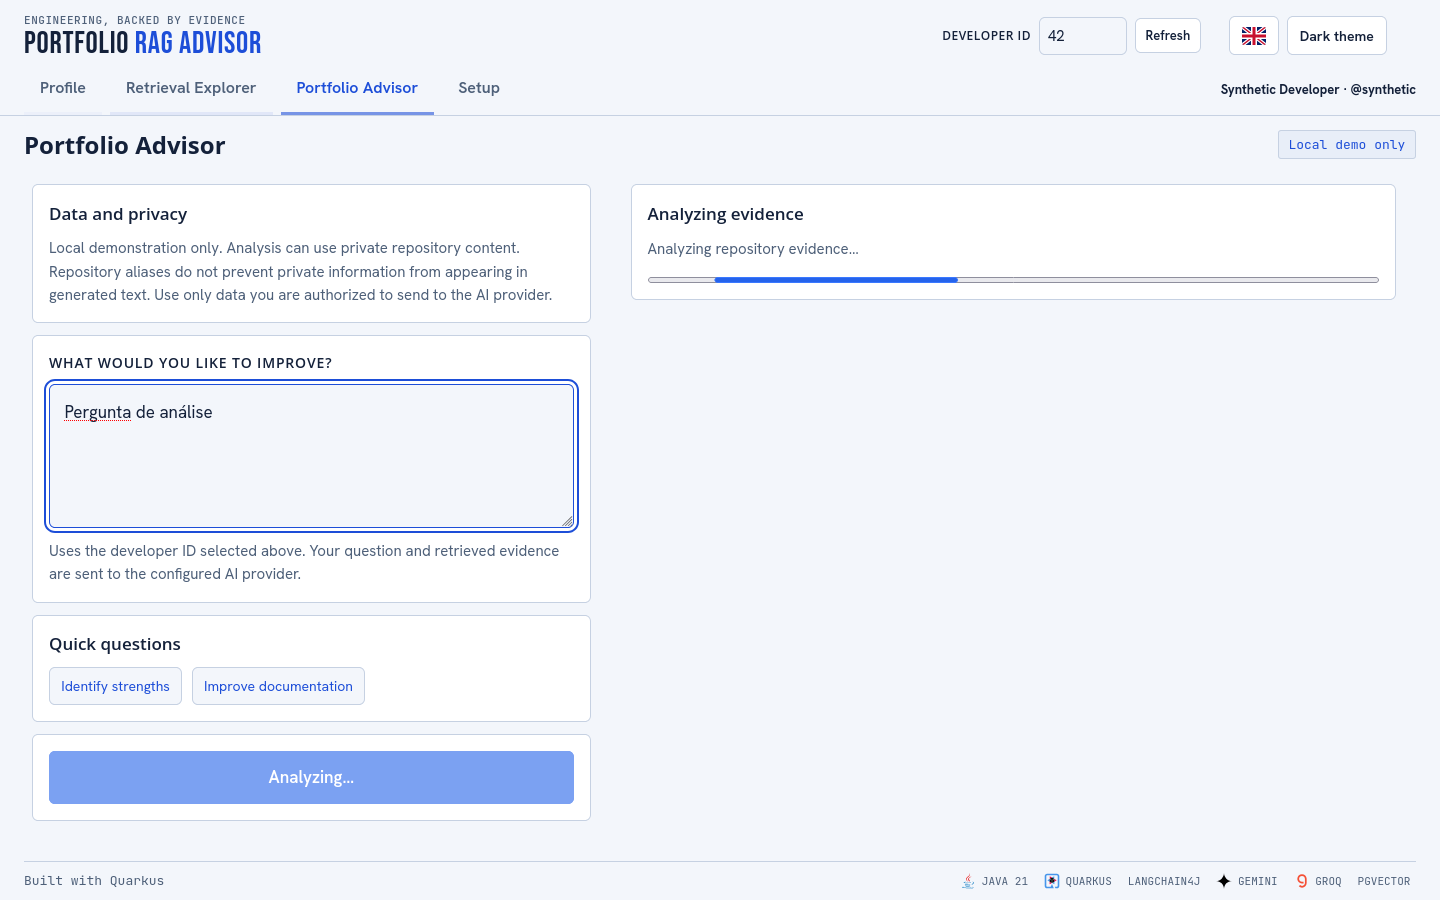 ENGINEERING, BACKED BY EVIDENCE
PORTFOLIO RAG ADVISOR
DEVELOPER ID
42
Refresh
Dark theme
Profile
Retrieval Explorer
Portfolio Advisor
Setup
Synthetic Developer · @synthetic
Portfolio Advisor
Local demo only
Data and privacy
Local demonstration only. Analysis can use private repository content.
Repository aliases do not prevent private information from appearing in
generated text. Use only data you are authorized to send to the AI provider.
WHAT WOULD YOU LIKE TO IMPROVE?
Pergunta de análise
Uses the developer ID selected above. Your question and retrieved evidence
are sent to the configured AI provider.
Quick questions
Identify strengths
Improve documentation
Analyzing…
Analyzing evidence
Analyzing repository evidence…
Built with Quarkus
JAVA 21
QUARKUS
LANGCHAIN4J
GEMINI
GROQ
PGVECTOR